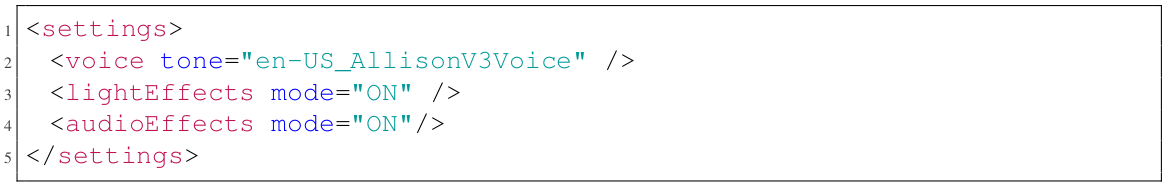 1 <settings>
2 <voice tone="en-US_AllisonV3Voice" />
3 <lightEffects mode="ON" />
4 <audioEffects mode="ON"/>
5 </settings>